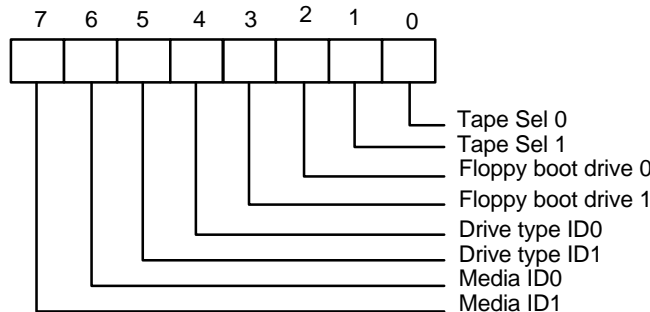 7 6 5 4 3 2 1 0
Tape Sel 0
Tape Sel 1
Floppy boot drive 0
Floppy boot drive 1
Drive type ID0
Drive type ID1
Media ID0
Media ID1